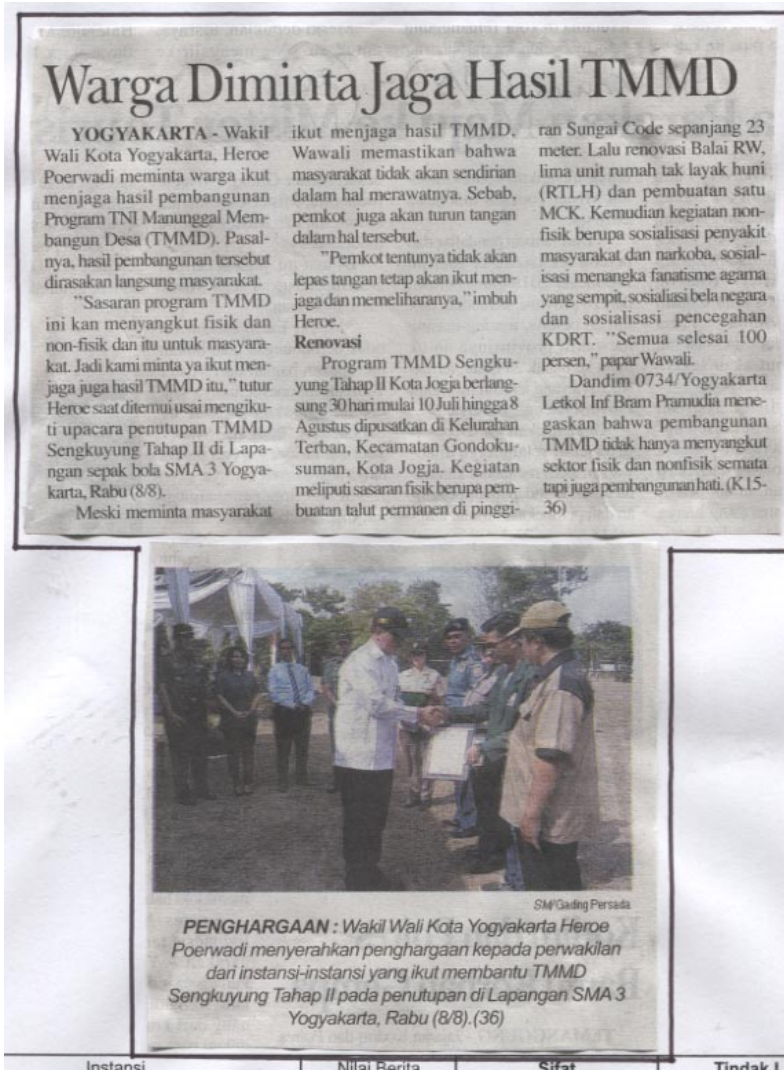 Warga Diminta Jaga Hasil TMMD
YOGYAKARTA - Wakil
Wali Kota Yogyakarta, Heroe
Poerwadi meminta warga ikut
menjaga hasil pembangunan
Program TNI Manunggal Mem-
bangun Desa (TMMD). Pasal-
nya, hasil pembangunan tersebut
dirasakan langsung masyarakat.
"Sasaran program TMMD
ini kan menyangkut fisik dan
non-fisik dan itu untuk masyara-
kat. Jadi kami minta ya ikut men-
jaga juga hasil TMMD itu," tutur
Heroe saat ditemui usai mengiku-
ti upacara penutupan TMMD
Sengkuyung Tahap II di Lapa-
ngan sepak bola SMA 3 Yogya-
karta, Rabu (8/8).
Meski meminta masyarakat
ikut menjaga hasil TMMD,
Wawali memastikan bahwa
masyarakat tidak akan sendirian
dalam hal merawatnya. Sebab,
pemkot juga akan turun tangan
dalam hal tersebut.
"Pemkot tentunya tidak akan
lepas tangan tetap akan ikut men-
jaga dan memeliharanya," imbuh
Heroe.
Renovasi
Program TMMD Sengku-
yung Tahap II Kota Jogja berlang-
sung 30 hari mulai 10 Juli hingga 8
Agustus dipusatkan di Kelurahan
Terban, Kecamatan Gondoku-
suman, Kota Jogja. Kegiatan
meliputi sasaran fisik berupa pem-
buatan talut permanen di pinggi-
ran Sungai Code sepanjang 23
meter. Lalu renovasi Balai RW,
lima unit rumah tak layak huni
(RTLH) dan pembuatan satu
MCK. Kemudian kegiatan non-
fisik berupa sosialisasi penyakit
masyarakat dan narkoba, sosial-
isasi menangka fanatisme agama
yang sempit, sosialiasi bela negara
dan sosialisasi pencegahan
KDRT. "Semua selesai 100
persen," papar Wawali.
Dandim 0734/Yogyakarta
Letkol Inf Bram Pramudia mene-
gaskan bahwa pembangunan
TMMD tidak hanya menyangkut
sektor fisik dan nonfisik semata
tapi juga pembangunan hati. (K15-
36)
SM/Gading Persada
PENGHARGAAN : Wakil Wali Kota Yogyakarta Heroe
Poerwadi menyerahkan penghargaan kepada perwakilan
dari instansi-instansi yang ikut membantu TMMD
Sengkuyung Tahap II pada penutupan di Lapangan SMA 3
Yogyakarta, Rabu (8/8).(36)
Instansi
Nilai Berita
Sifat